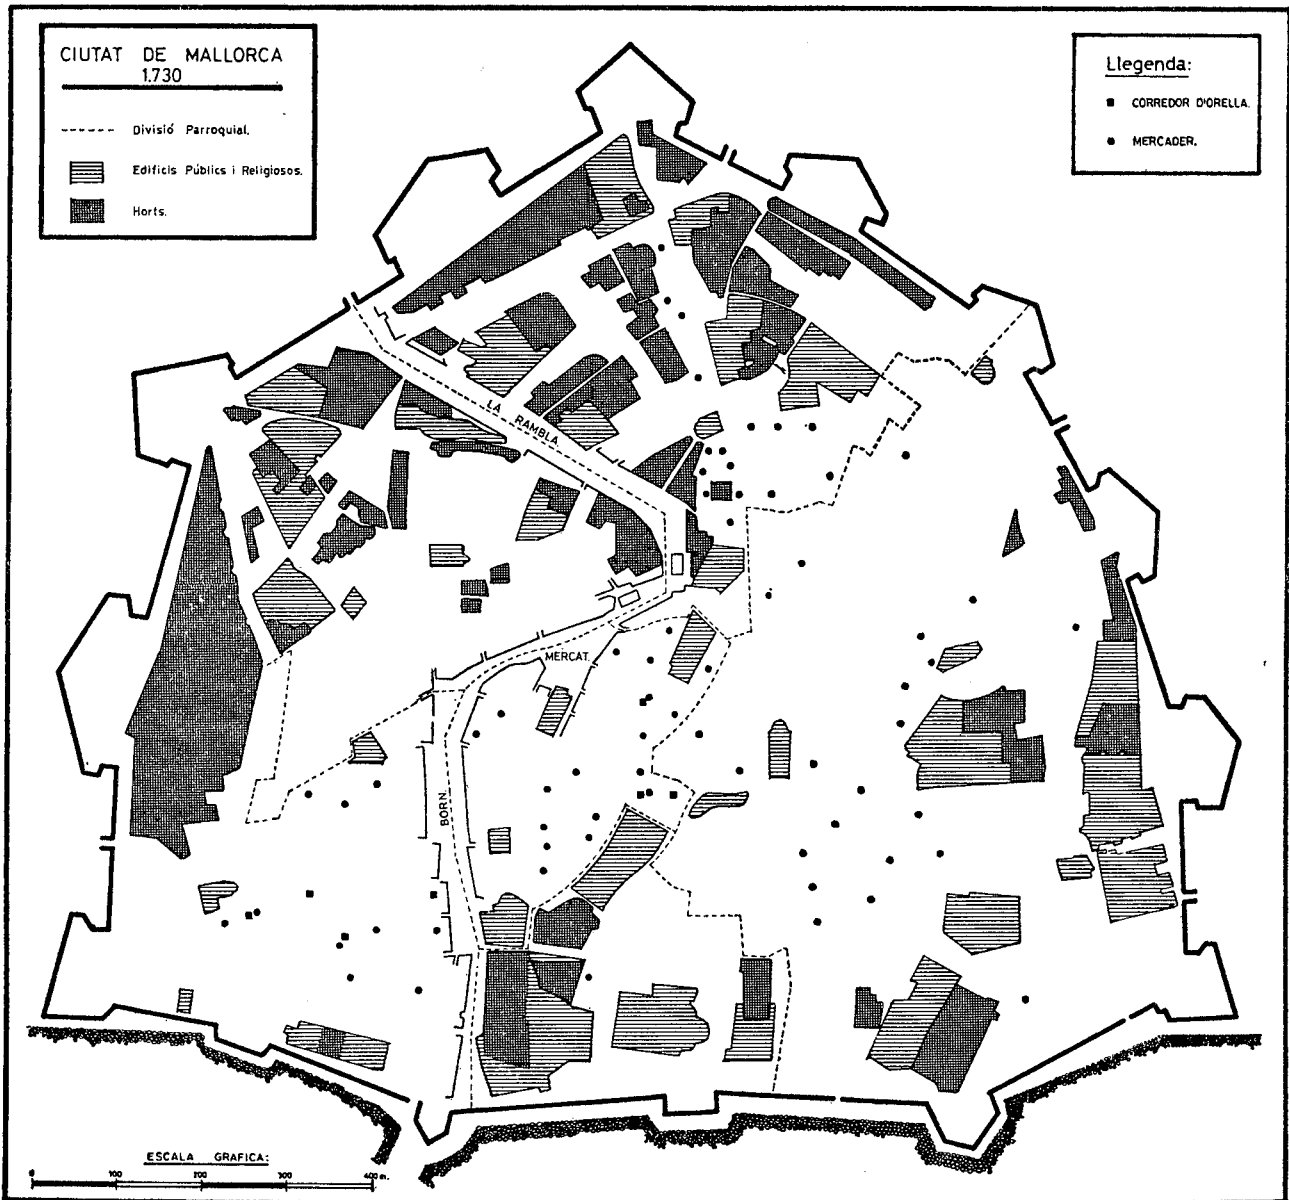 CIUTAT DE MALLORCA
1.730
Divisió Parroquial.
Edificis Públics i Religiosos.
Horts.
Llegenda:
CORREDOR D'ORELLA.
MERCADER.
LA RAMBLA
MERCAT.
BORN.
ESCALA GRAFICA:
0 100 200 300 400 m.